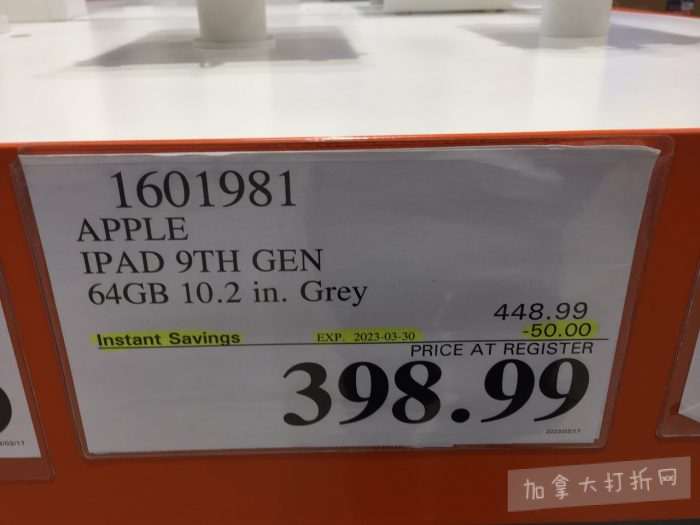 1601981
APPLE
IPAD 9TH GEN
64GB 10.2 in. Grey
448.99
Instant Savings EXP. 2023-03-30 -50.00
PRICE AT REGISTER
398.99
加拿大打折网